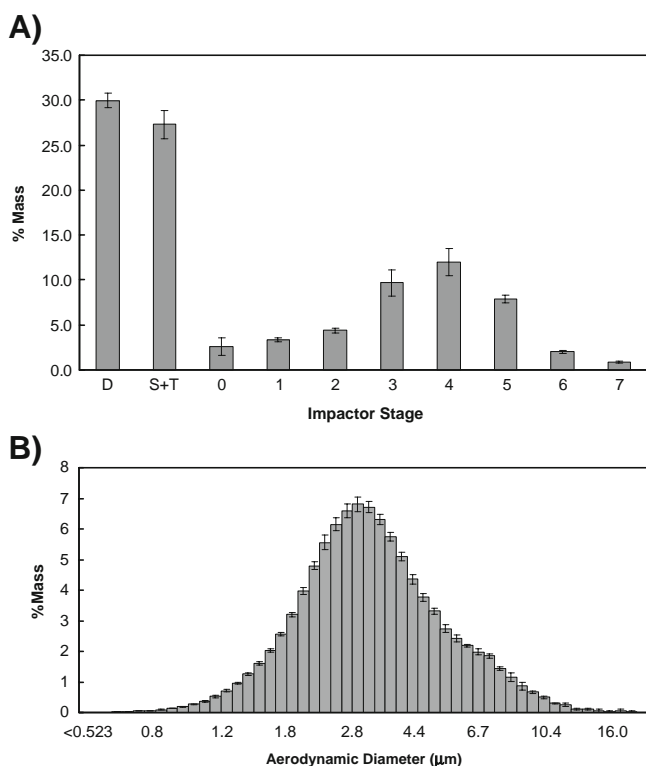 A)
35.0
30.0
25.0
20.0
15.0
10.0
5.0
0.0
% Mass
D S+T 0 1 2 3 4 5 6 7
Impactor Stage
B)
8
7
6
5
4
3
2
1
0
%Mass
<0.523 0.8 1.2 1.8 2.8 4.4 6.7 10.4 16.0
Aerodynamic Diameter (μm)